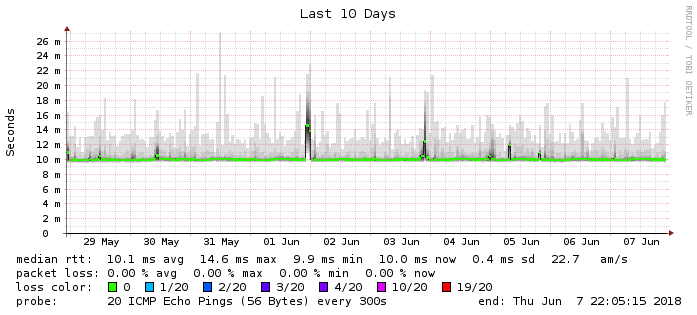 Last 10 Days
RRDTOOL / TOBI OETIKER
Seconds
26 m
24 m
22 m
20 m
18 m
16 m
14 m
12 m
10 m
8 m
6 m
4 m
2 m
0
29 May 30 May 31 May 01 Jun 02 Jun 03 Jun 04 Jun 05 Jun 06 Jun 07 Jun
median rtt: 10.1 ms avg 14.6 ms max 9.9 ms min 10.0 ms now 0.4 ms sd 22.7 am/s
packet loss: 0.00 % avg 0.00 % max 0.00 % min 0.00 % now
loss color: 0 1/20 2/20 3/20 4/20 10/20 19/20
probe: 20 ICMP Echo Pings (56 Bytes) every 300s end: Thu Jun 7 22:05:15 2018